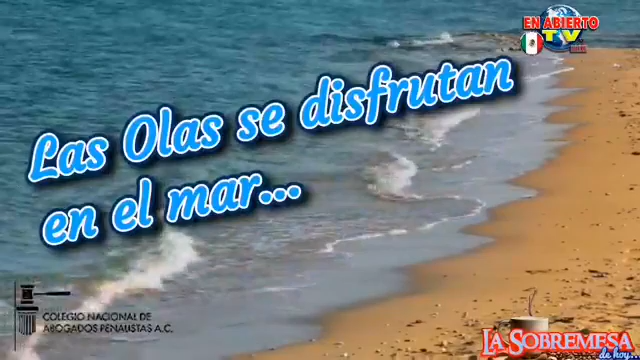 EN ABIERTO
TV
Las Olas se disfrutan
en el mar...
COLEGIO NACIONAL DE
ABOGADOS PENALISTAS A.C.
LA SOBREMESA
de hoy...